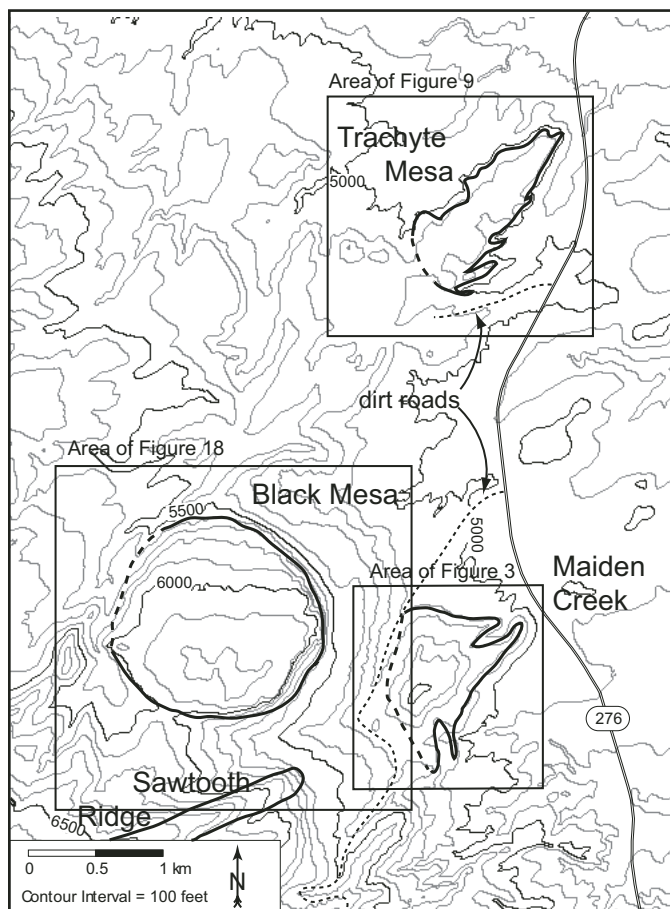 Area of Figure 9
Trachyte
Mesa
5000
dirt roads
Area of Figure 18
Black Mesa
5500
5000
6000
Area of Figure 3
Maiden
Creek
276
Sawtooth
Ridge
6500
0 0.5 1 km
N
Contour Interval = 100 feet